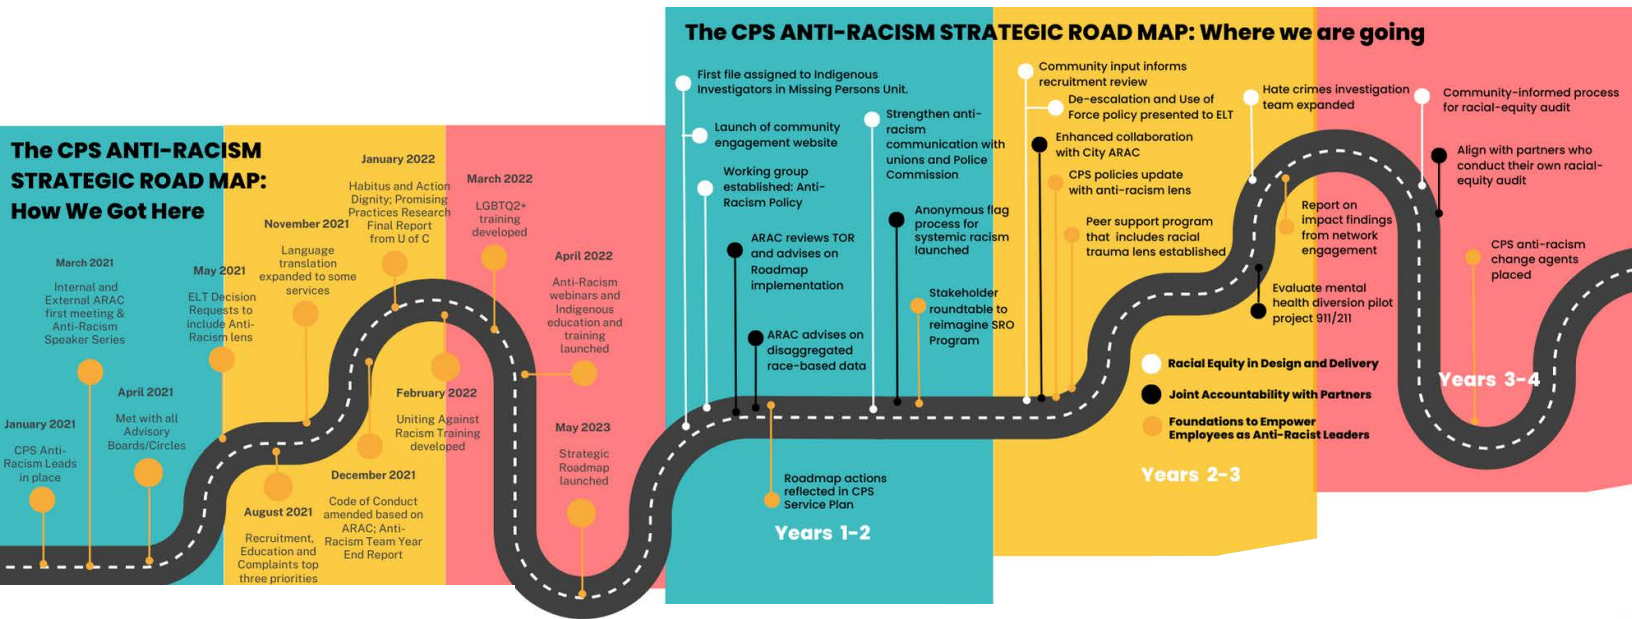 The CPS ANTI-RACISM
STRATEGIC ROAD MAP:
How We Got Here
January 2021
CPS Anti-
Racism Leads
in place
March 2021
Internal and
External ARAC
first meeting &
Anti-Racism
Speaker Series
April 2021
Met with all
Advisory
Boards/Circles
May 2021
ELT Decision
Requests to
include Anti-
Racism lens
August 2021
Recruitment,
Education and
Complaints top
three priorities
November 2021
Language
translation
expanded to some
services
December 2021
Code of Conduct
amended based on
ARAC; Anti-
Racism Team Year
End Report
January 2022
Habitus and Action
Dignity; Promising
Practices Research
Final Report
from U of C
February 2022
Uniting Against
Racism Training
developed
March 2022
LGBTQ2+
training
developed
April 2022
Anti-Racism
webinars and
Indigenous
education and
training
launched
May 2023
Strategic
Roadmap
launched
The CPS ANTI-RACISM STRATEGIC ROAD MAP: Where we are going
First file assigned to Indigenous
Investigators in Missing Persons Unit.
Launch of community
engagement website
Working group
established: Anti-
Racism Policy
ARAC reviews TOR
and advises on
Roadmap
implementation
ARAC advises on
disaggregated
race-based data
Roadmap actions
reflected in CPS
Service Plan
Years 1-2
Strengthen anti-
racism
communication with
unions and Police
Commission
Anonymous flag
process for
systemic racism
launched
Stakeholder
roundtable to
reimagine SRO
Program
Community input informs
recruitment review
De-escalation and Use of
Force policy presented to ELT
Enhanced collaboration
with City ARAC
CPS policies update
with anti-racism lens
Peer support program
that includes racial
trauma lens established
Hate crimes investigation
team expanded
Report on
impact findings
from network
engagement
Evaluate mental
health diversion pilot
project 911/211
Racial Equity in Design and Delivery
Joint Accountability with Partners
Foundations to Empower
Employees as Anti-Racist Leaders
Years 2-3
Community-informed process
for racial-equity audit
Align with partners who
conduct their own racial-
equity audit
CPS anti-racism
change agents
placed
Years 3-4